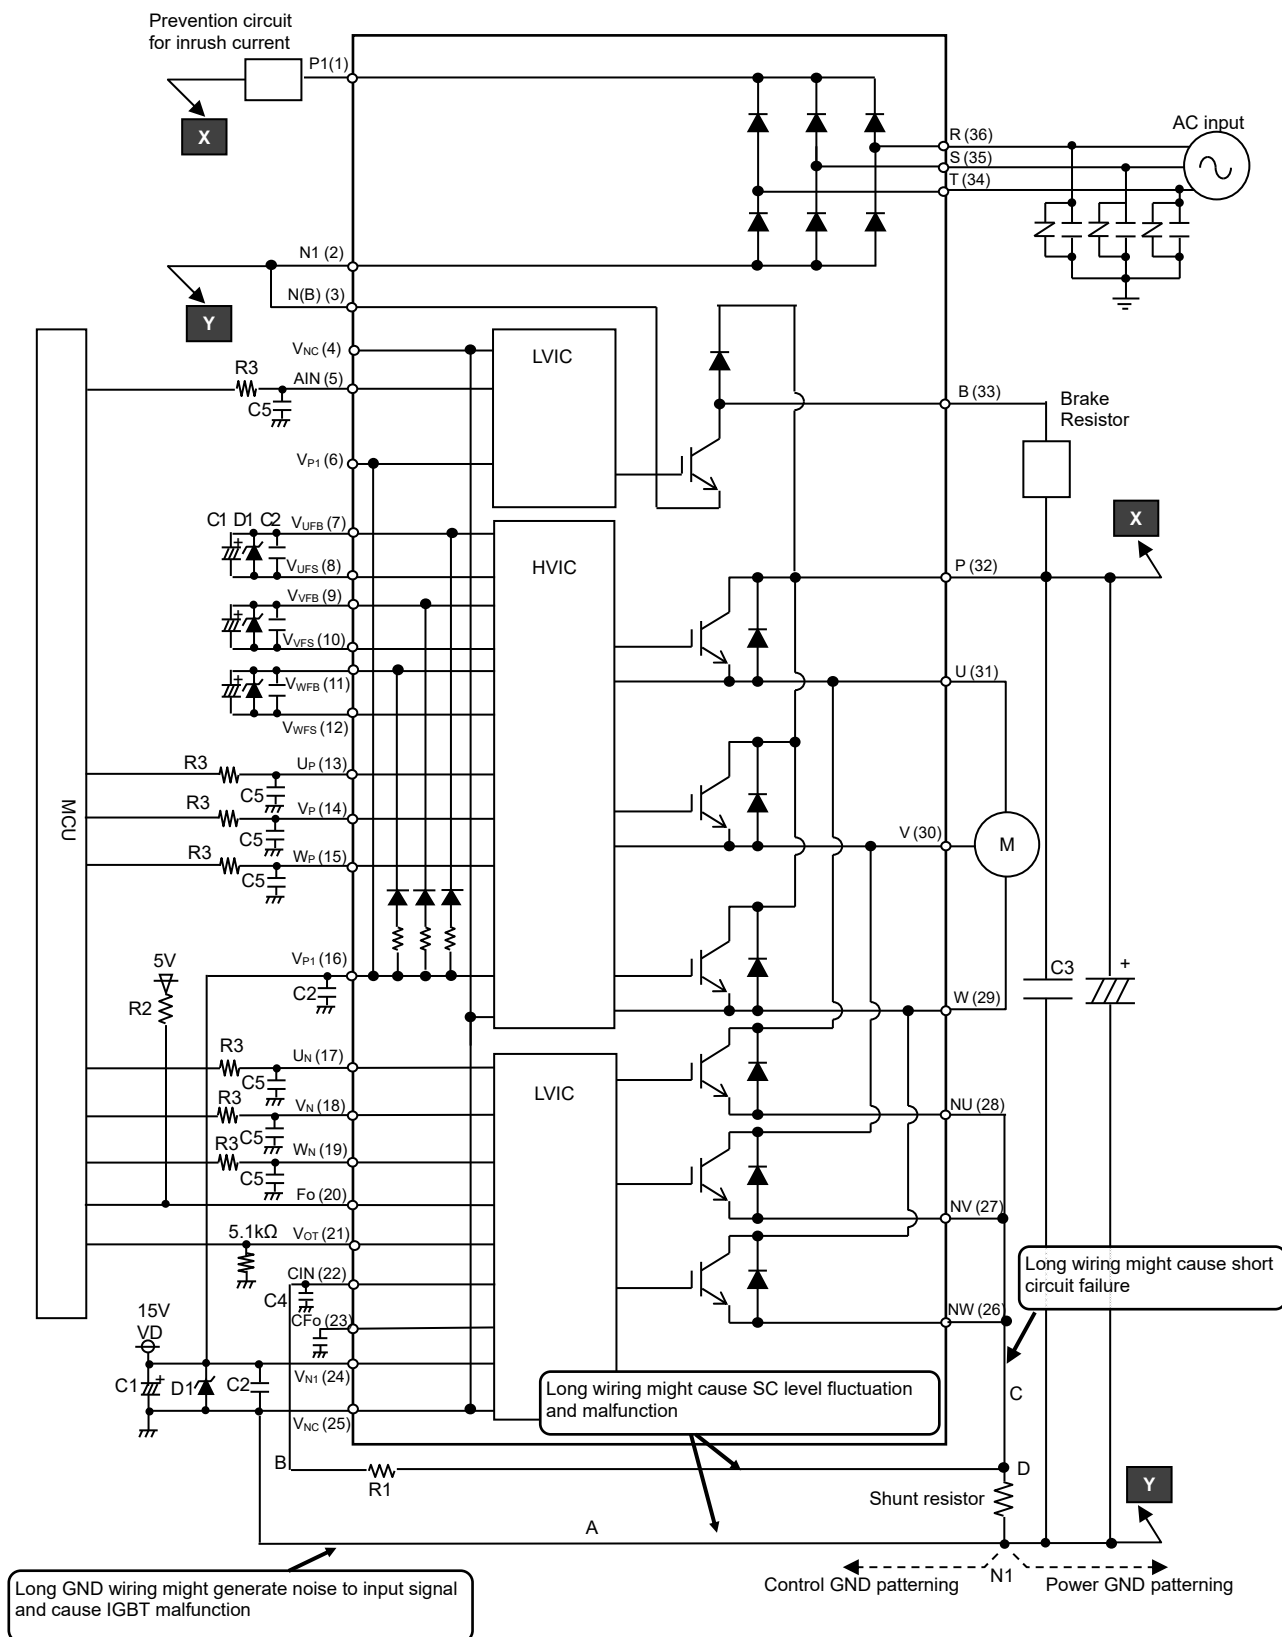 Prevention circuit
for inrush current
P1(1)
X
AC input
R (36)
S (35)
T (34)
N1 (2)
N(B) (3)
Y
VNC (4)
LVIC
R3
AIN (5)
C5
B (33)
Brake
Resistor
VP1 (6)
C1 D1 C2
VUFB (7)
X
HVIC
VUFS (8)
P (32)
VVFB (9)
VVFS (10)
U (31)
VWFB (11)
VWFS (12)
R3
UP (13)
C5
R3
VP (14)
MCU
C5
V (30)
M
R3
WP (15)
C5
5V
VP1 (16)
C3
+
R2
C2
W (29)
R3
UN (17)
C5
LVIC
R3
VN (18)
NU (28)
C5
R3
WN (19)
C5
Fo (20)
NV (27)
5.1kΩ
VOT (21)
Long wiring might cause short
circuit failure
CIN (22)
C4
15V
VD
CFo (23)
NW (26)
C1
+
D1
C2
VN1 (24)
Long wiring might cause SC level fluctuation
and malfunction
C
VNC (25)
B
R1
D
Shunt resistor
Y
A
Control GND patterning
N1
Power GND patterning
Long GND wiring might generate noise to input signal
and cause IGBT malfunction